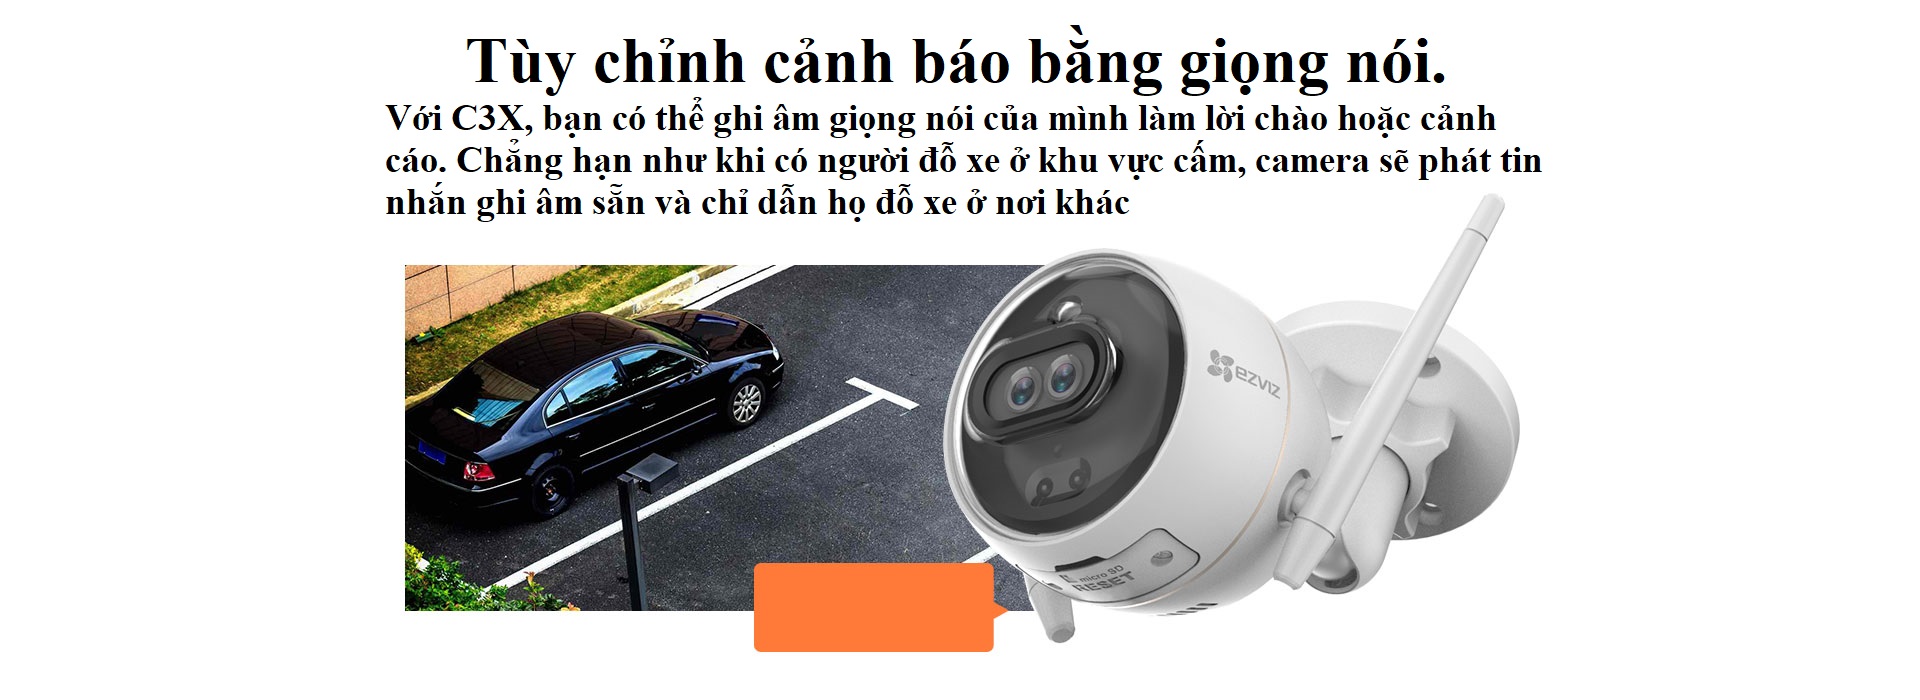 Tùy chỉnh cảnh báo bằng giọng nói.
Với C3X, bạn có thể ghi âm giọng nói của mình làm lời chào hoặc cảnh
cáo. Chẳng hạn như khi có người đỗ xe ở khu vực cấm, camera sẽ phát tin
nhắn ghi âm sẵn và chỉ dẫn họ đỗ xe ở nơi khác
ezviz
micro SD
RESET